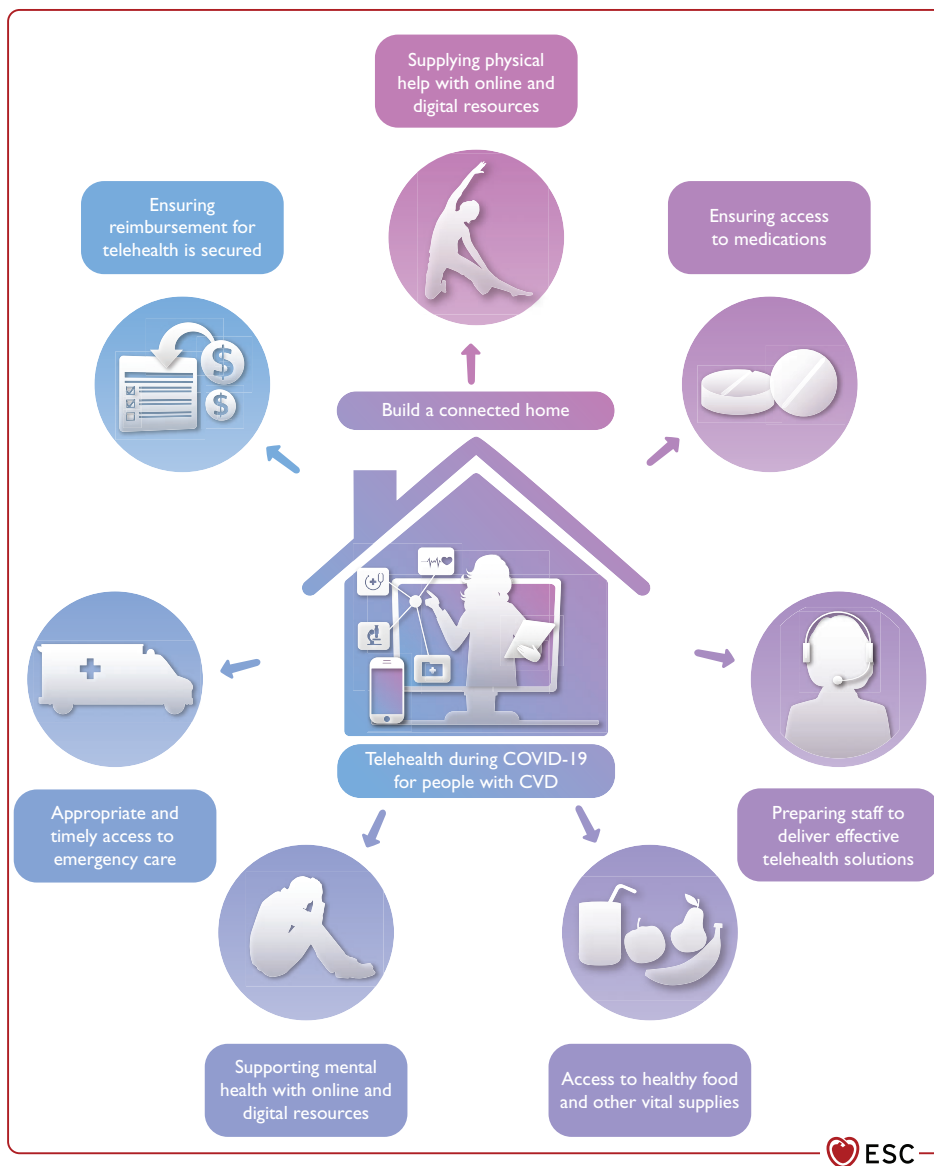 Supplying physical
help with online and
digital resources
Ensuring
reimbursement for
telehealth is secured
Ensuring access
to medications
$
$
Build a connected home
Telehealth during COVID-19
for people with CVD
Appropriate and
timely access to
emergency care
Preparing staff to
deliver effective
telehealth solutions
Supporting mental
health with online and
digital resources
Access to healthy food
and other vital supplies
ESC